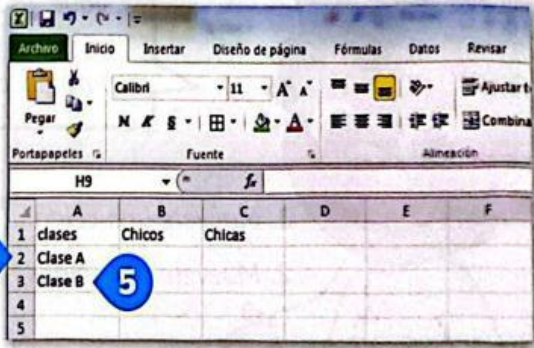 Archivo Inicio Insertar Diseño de página Fórmulas Datos Revisar
Calibri 11 A A Ajustar t
Pegar N K S A Combina
Portapapeles Fuente Alineación
H9 fx
A B C D E F
1 clases Chicos Chicas
2 Clase A
3 Clase B 5
4
5